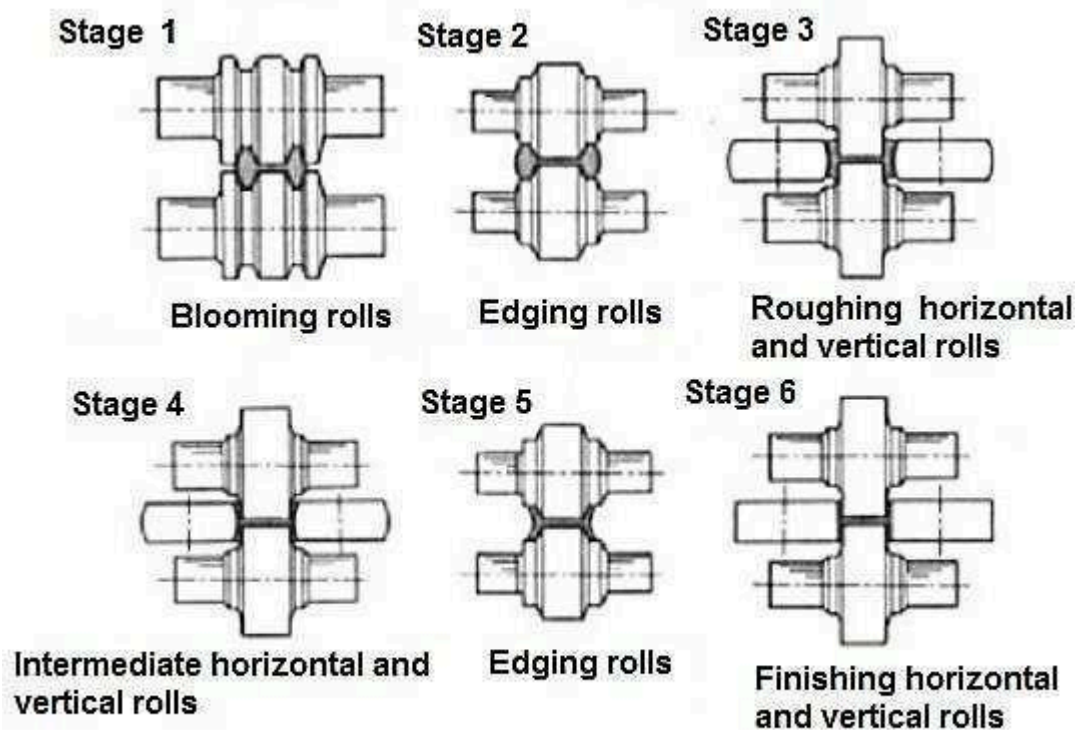 Stage 1
Stage 2
Stage 3
Blooming rolls
Edging rolls
Roughing horizontal
and vertical rolls
Stage 4
Stage 5
Stage 6
Intermediate horizontal and
vertical rolls
Edging rolls
Finishing horizontal
and vertical rolls